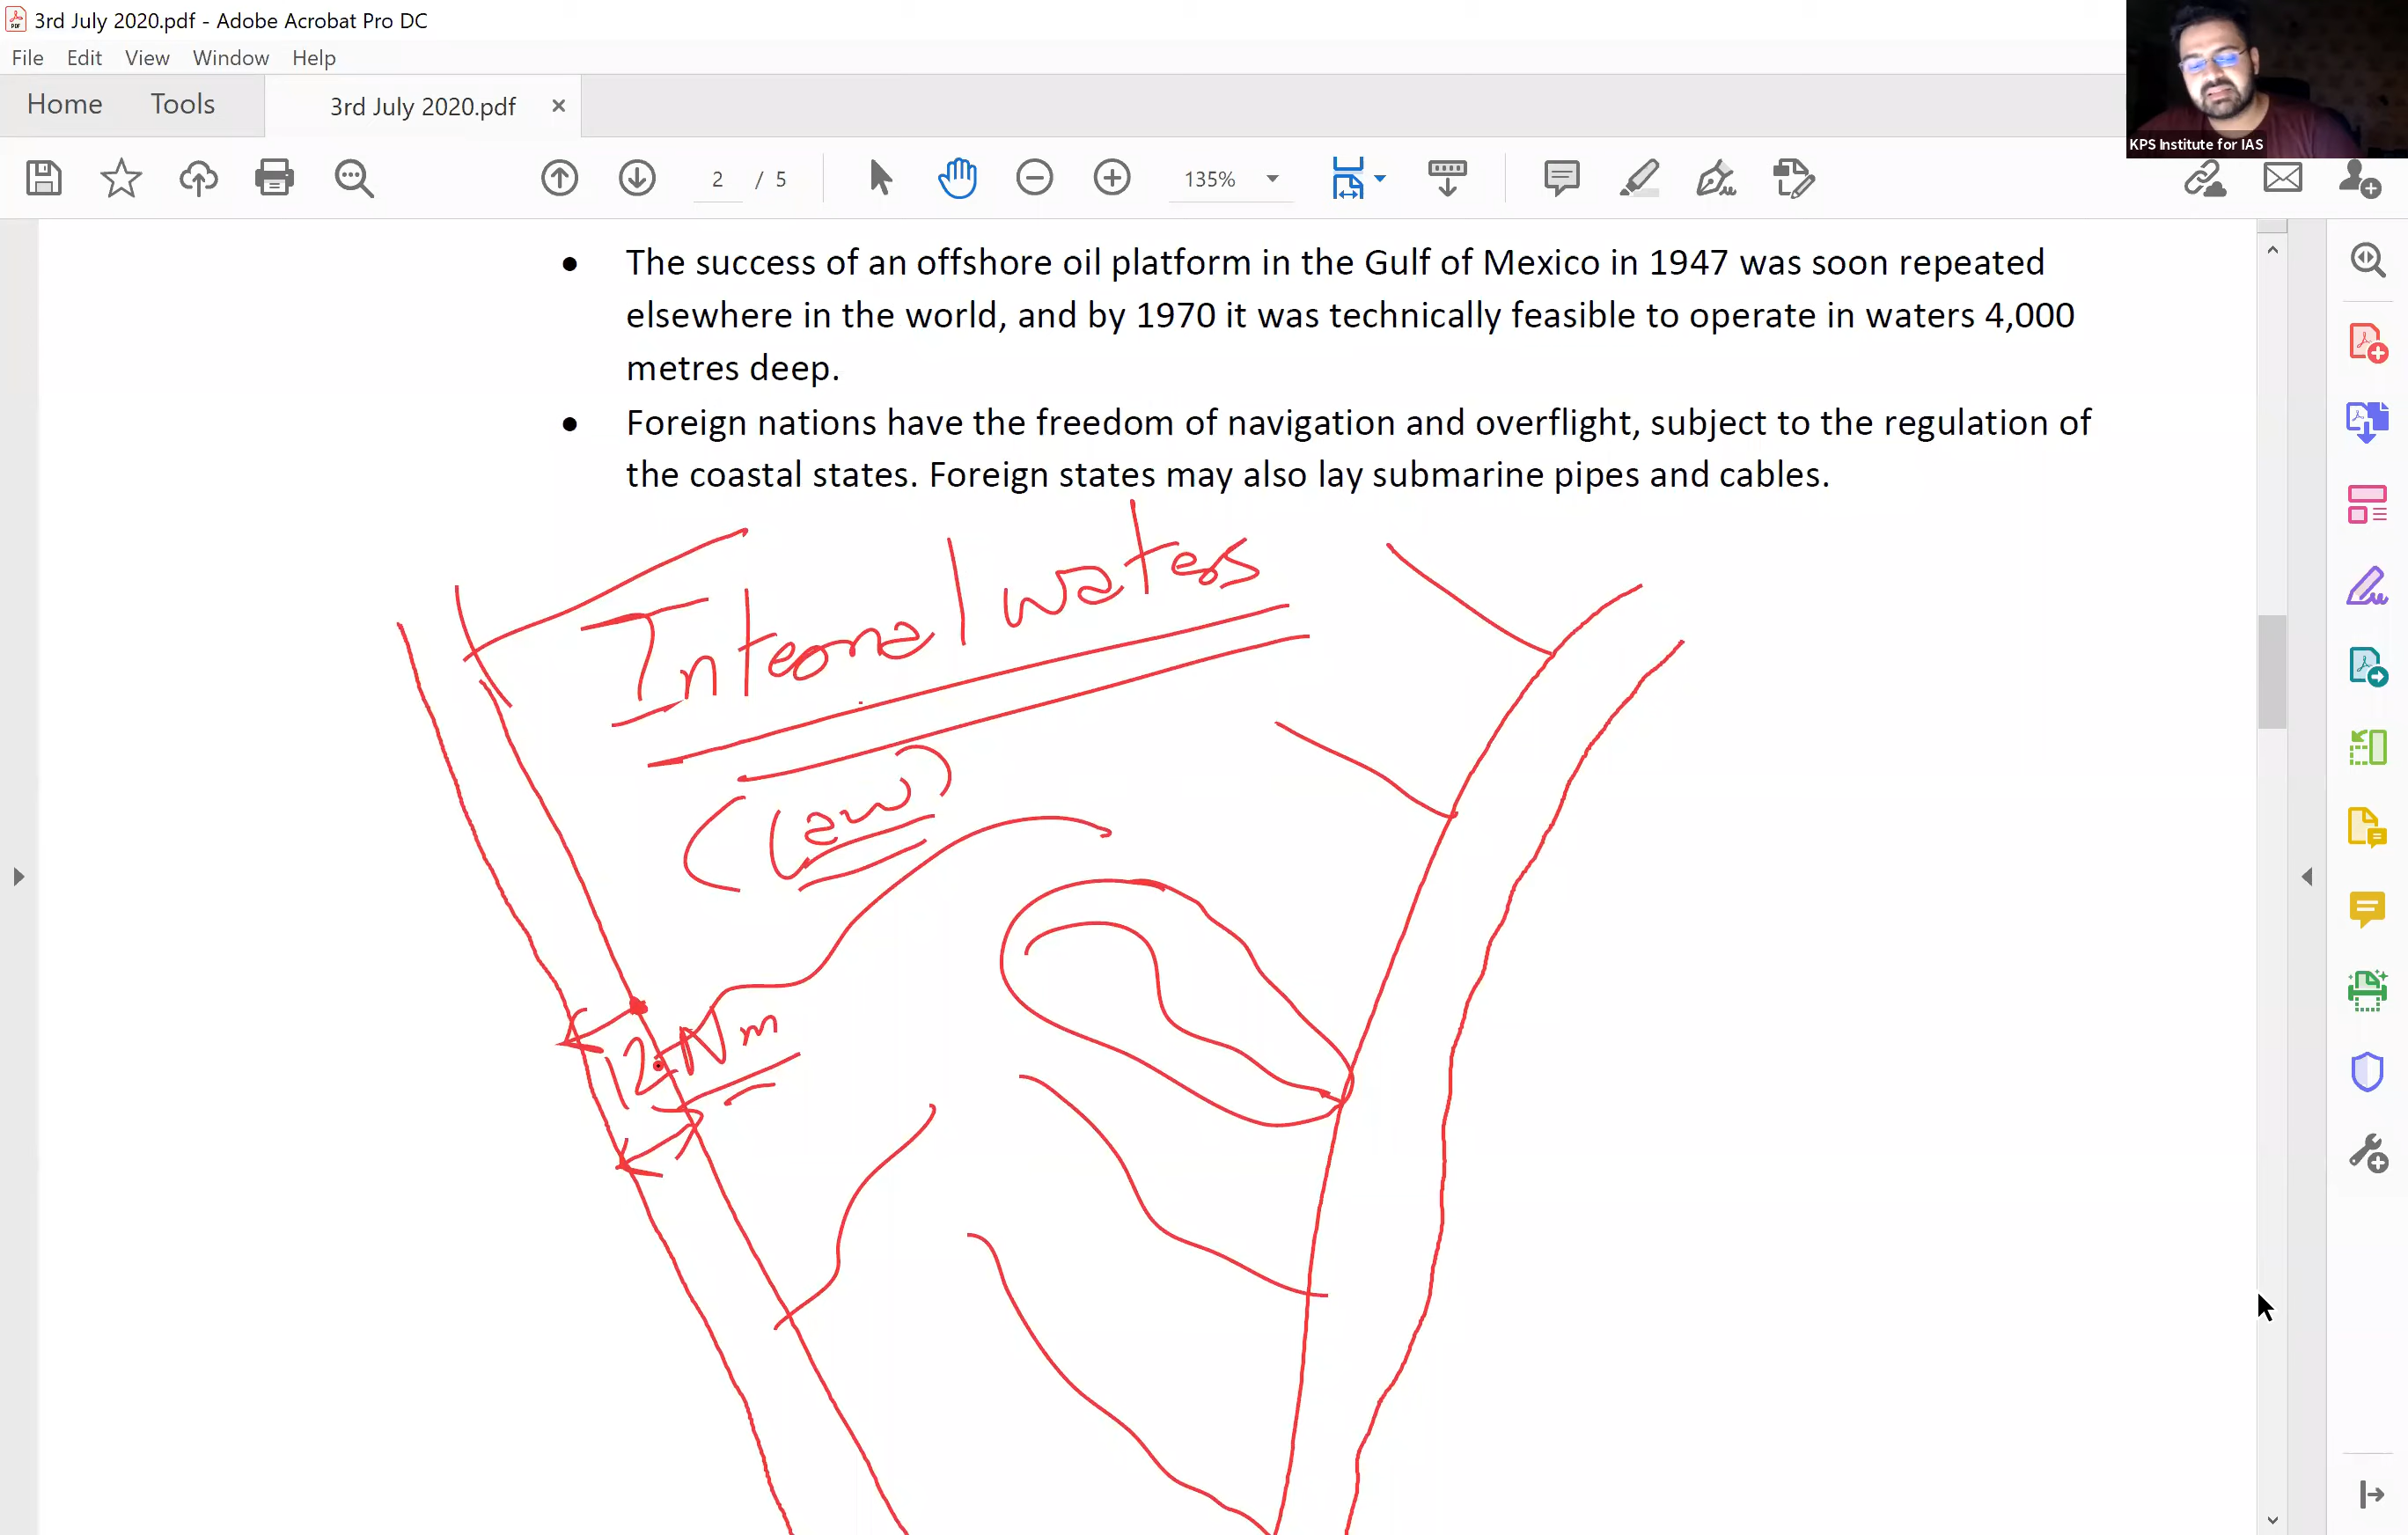 3rd July 2020.pdf - Adobe Acrobat Pro DC
File Edit View Window Help
Home Tools 3rd July 2020.pdf ×
KPS Institute for IAS
2 / 5 135%
• The success of an offshore oil platform in the Gulf of Mexico in 1947 was soon repeated
elsewhere in the world, and by 1970 it was technically feasible to operate in waters 4,000
metres deep.
• Foreign nations have the freedom of navigation and overflight, subject to the regulation of
the coastal states. Foreign states may also lay submarine pipes and cables.
Internal waters
(Law)
12 Nm